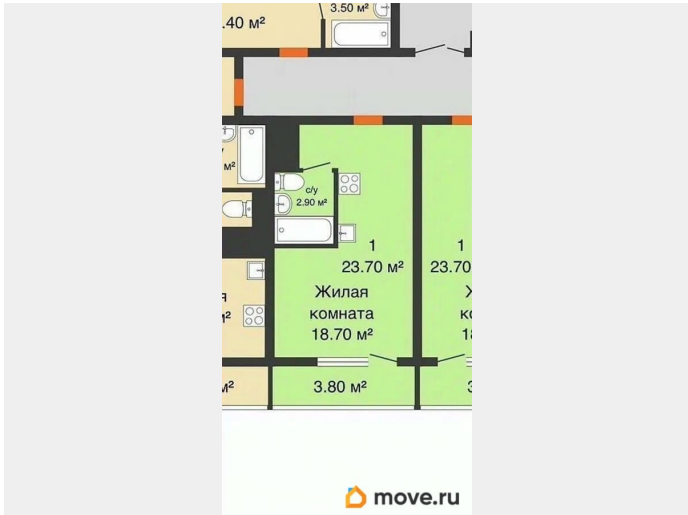 3.50 м²
.40 м²
м²
с/у
2.90 м²
1
23.70 м²
1
23.70
Жилая
комната
18.70 м²
я
м²
м²
3.80 м²
move.ru